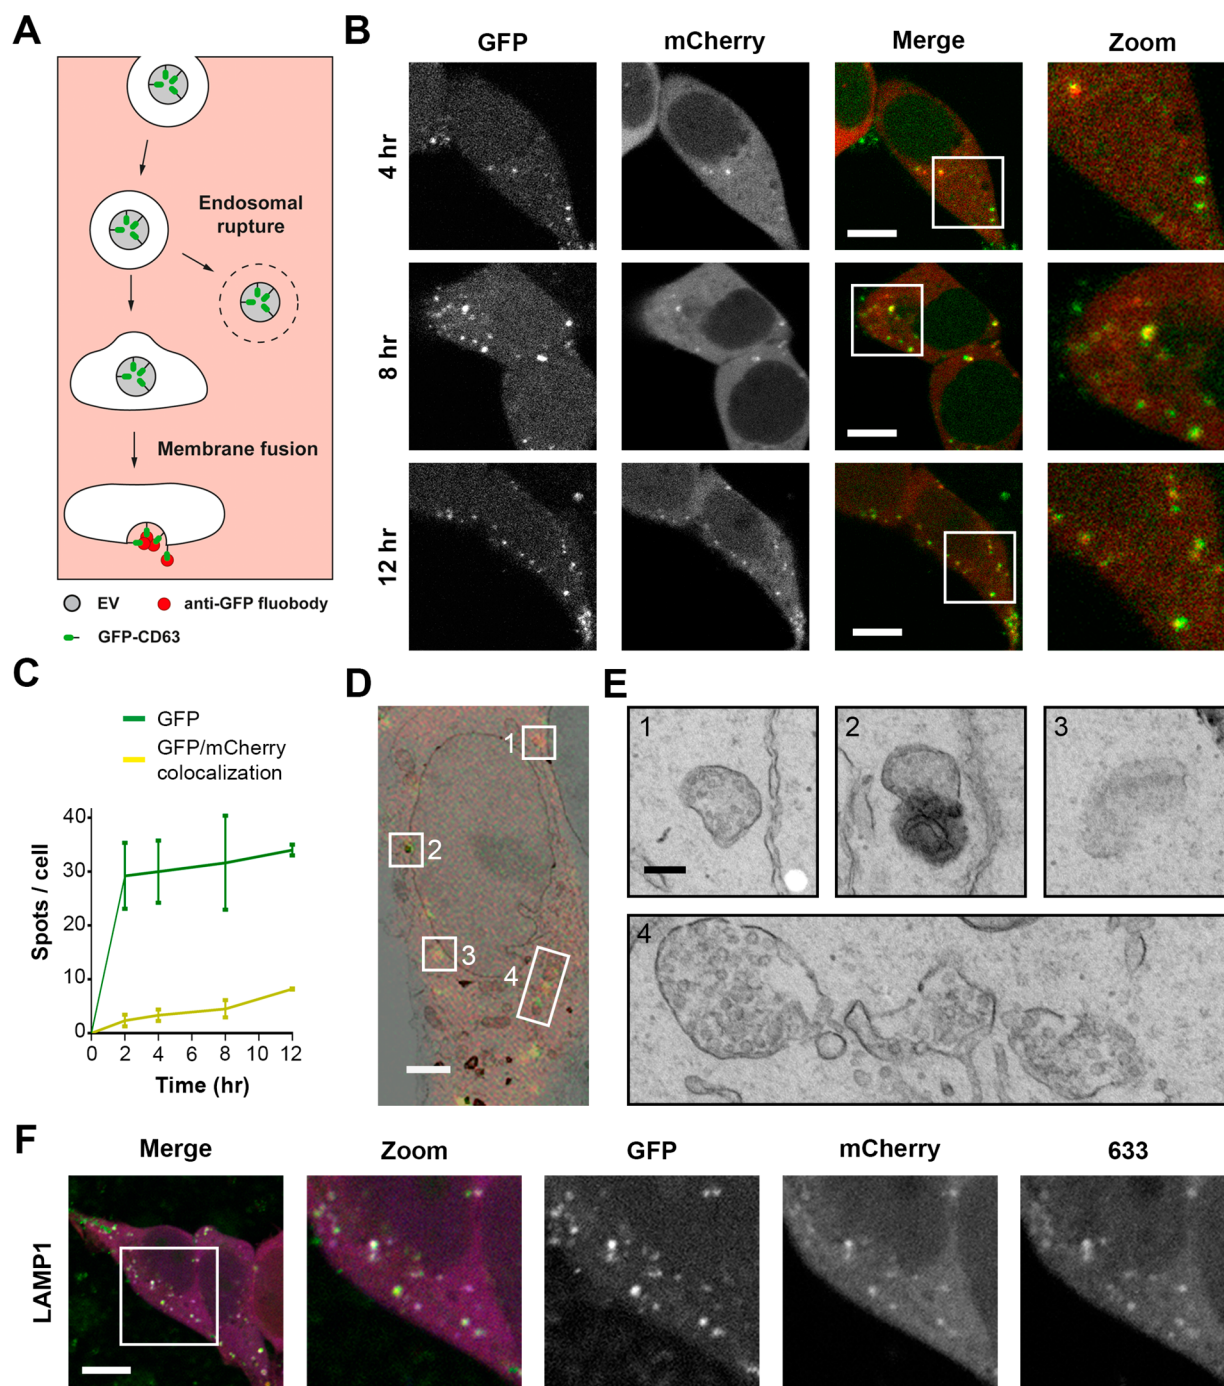 A
Endosomal
rupture
Membrane fusion
EV
anti-GFP fluobody
GFP-CD63
B
GFP
mCherry
Merge
Zoom
4 hr
8 hr
12 hr
C
GFP
GFP/mCherry
colocalization
Spots / cell
40
30
20
10
0
0
2
4
6
8
10
12
Time (hr)
D
1
2
3
4
E
1
2
3
4
F
Merge
Zoom
GFP
mCherry
633
LAMP1